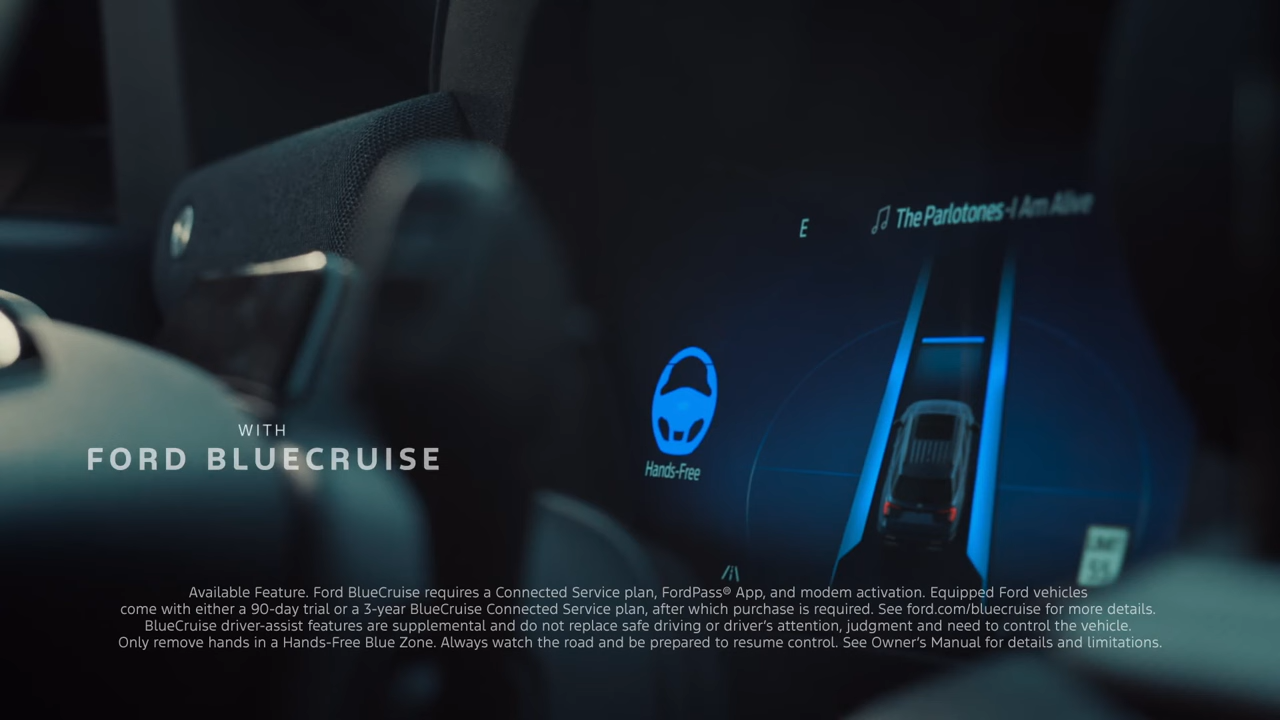 E
The Parlotones-I Am Alive
Hands-Free
LIMIT
55
WITH
FORD BLUECRUISE
Available Feature. Ford BlueCruise requires a Connected Service plan, FordPass® App, and modem activation. Equipped Ford vehicles
come with either a 90-day trial or a 3-year BlueCruise Connected Service plan, after which purchase is required. See ford.com/bluecruise for more details.
BlueCruise driver-assist features are supplemental and do not replace safe driving or driver's attention, judgment and need to control the vehicle.
Only remove hands in a Hands-Free Blue Zone. Always watch the road and be prepared to resume control. See Owner's Manual for details and limitations.